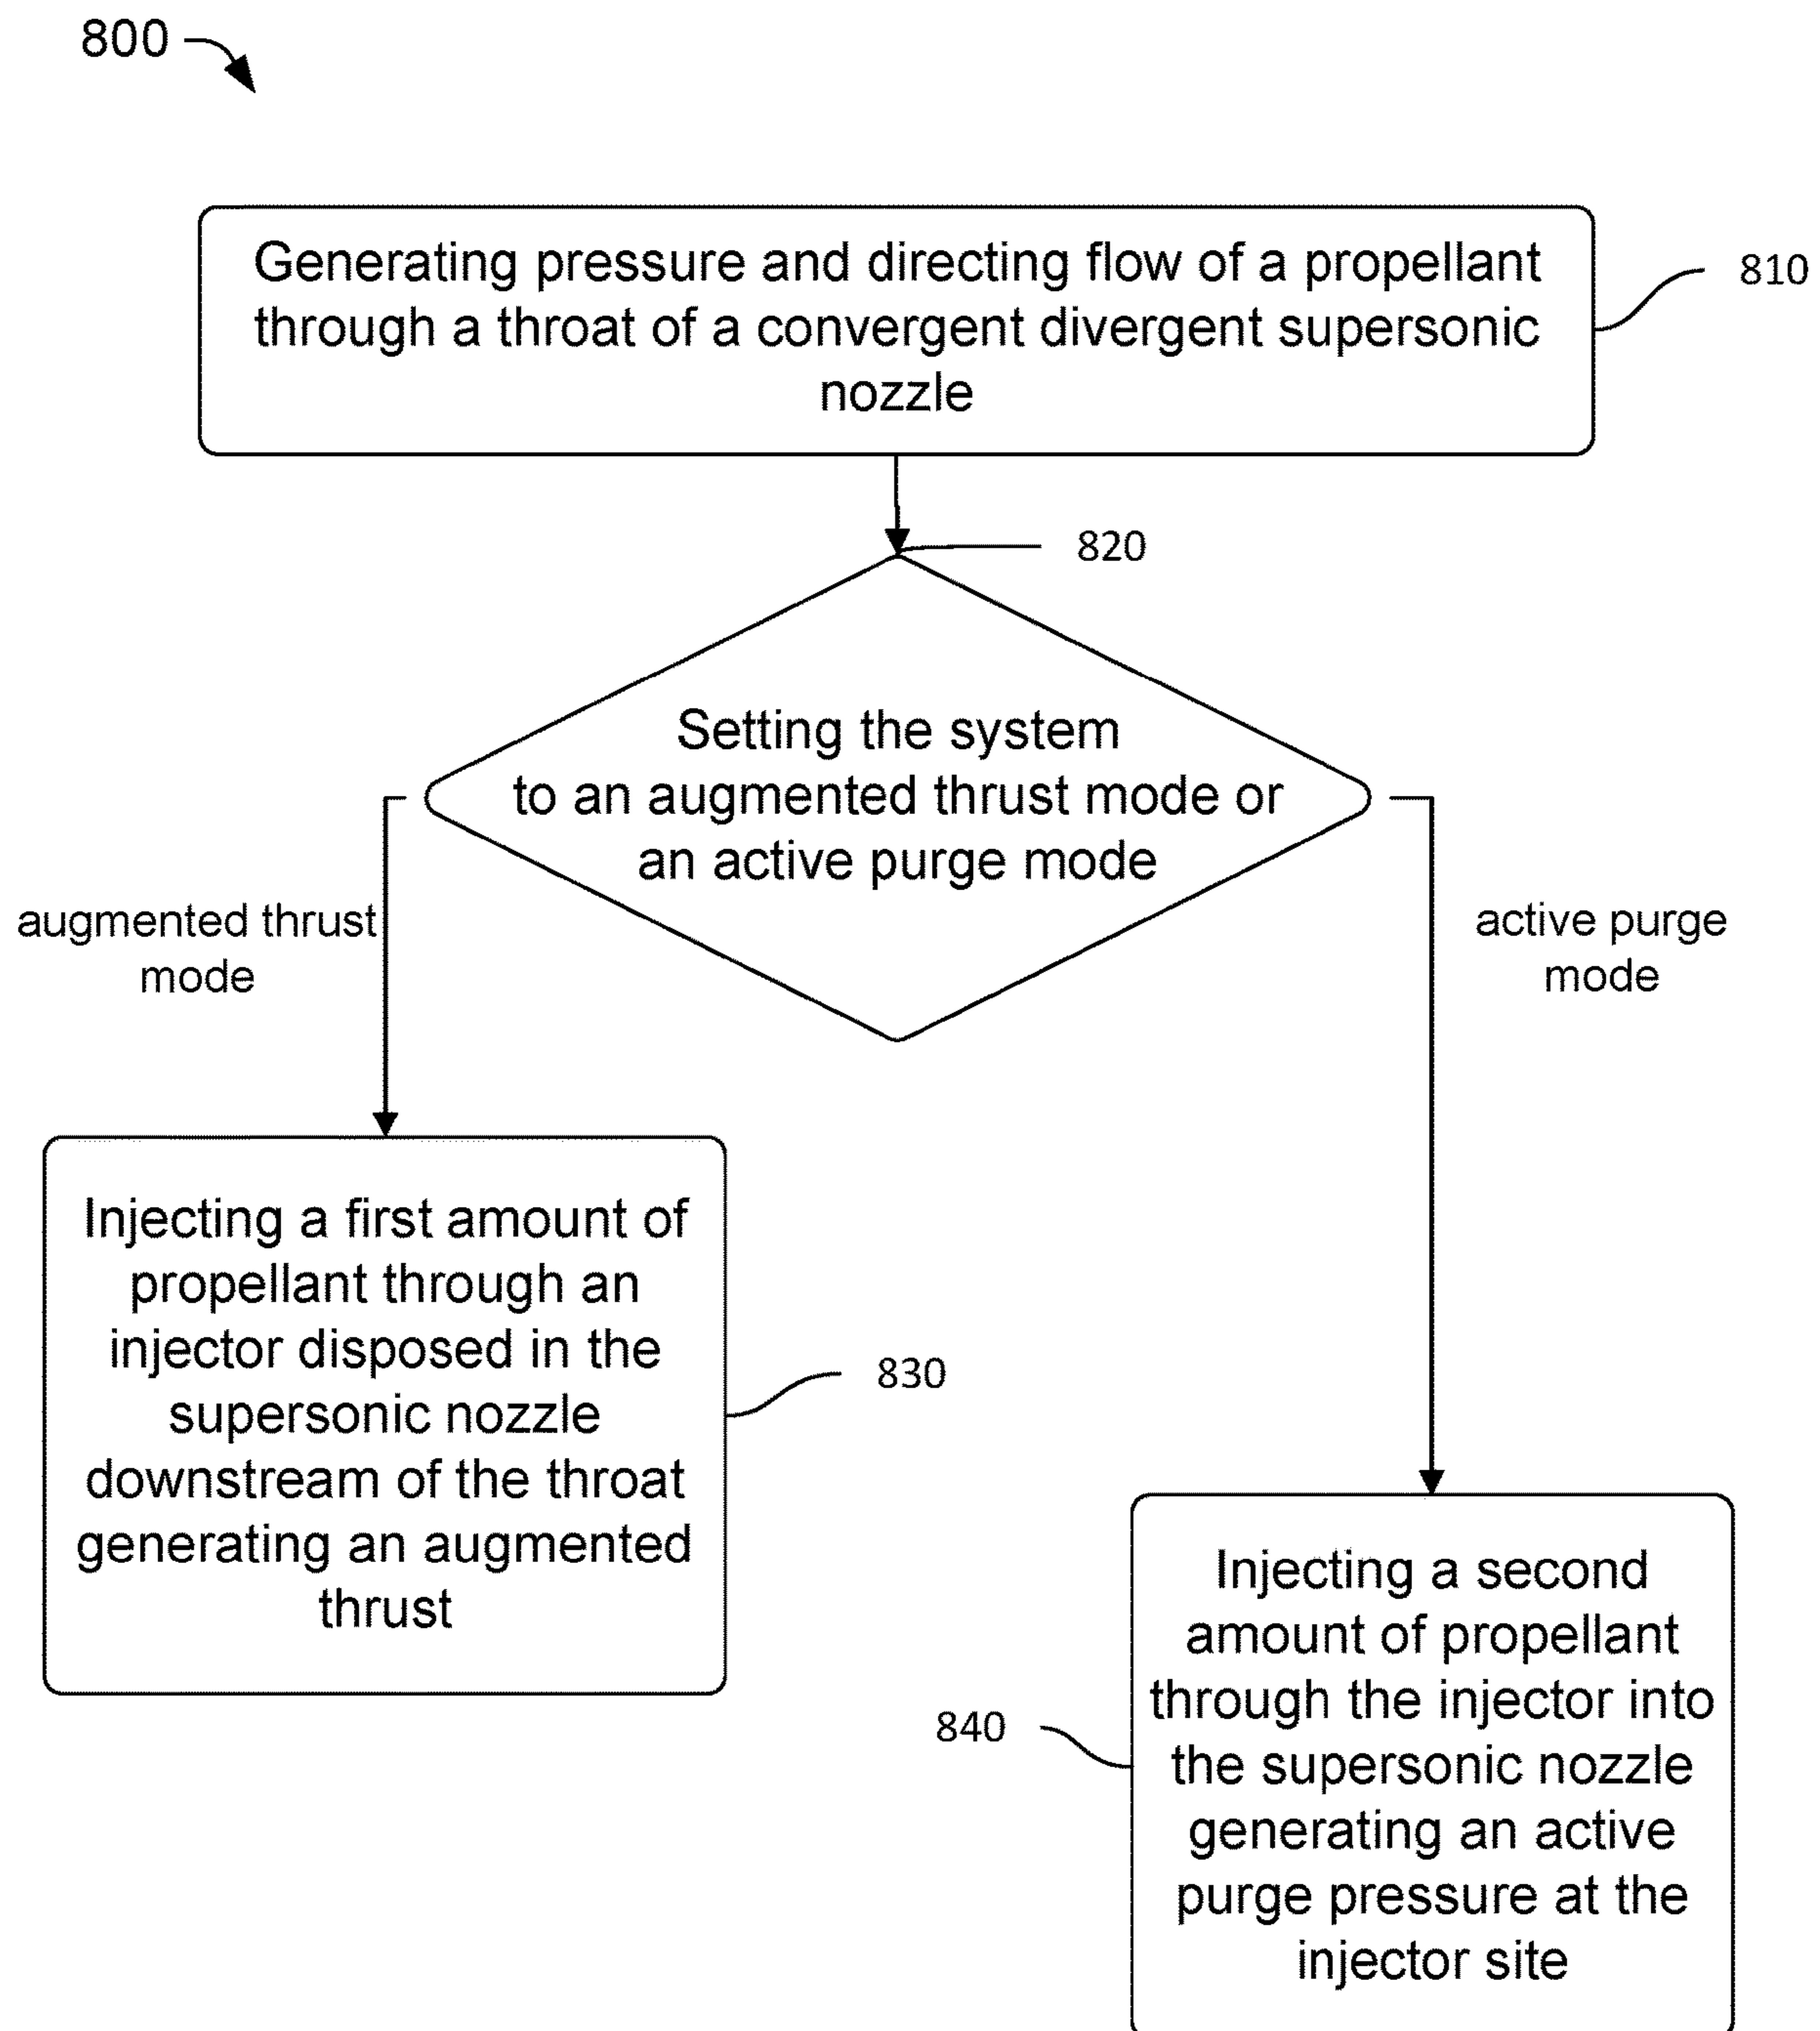 800
Generating pressure and directing flow of a propellant
through a throat of a convergent divergent supersonic
nozzle
810
820
Setting the system
to an augmented thrust mode or
an active purge mode
augmented thrust
mode
active purge
mode
Injecting a first amount of
propellant through an
injector disposed in the
supersonic nozzle
downstream of the throat
generating an augmented
thrust
830
Injecting a second
amount of propellant
through the injector into
the supersonic nozzle
generating an active
purge pressure at the
injector site
840